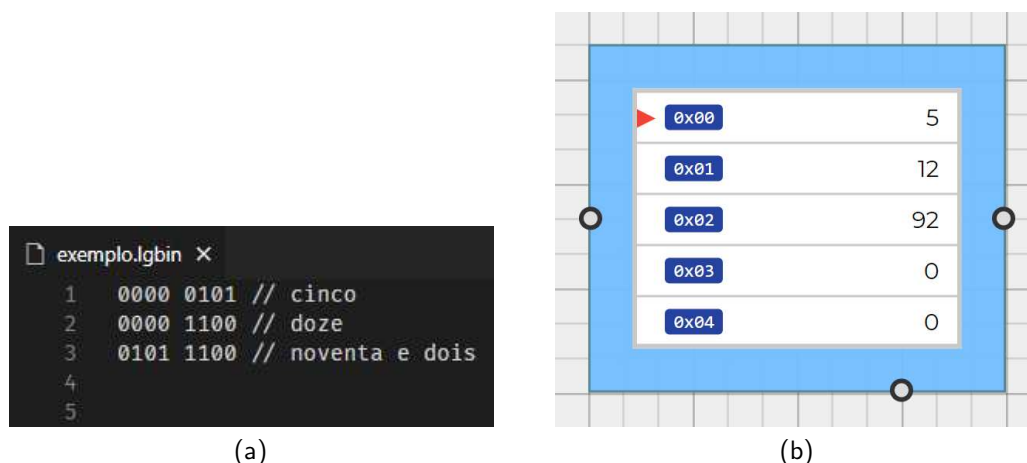 exemplo.lgbin ×
1 0000 0101 // cinco
2 0000 1100 // doze
3 0101 1100 // noventa e dois
4
5
(a)
0x00 5
0x01 12
0x02 92
0x03 0
0x04 0
(b)